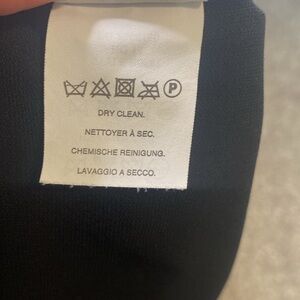 P
DRY CLEAN.
NETTOYER À SEC.
CHEMISCHE REINIGUNG.
LAVAGGIO A SECCO.